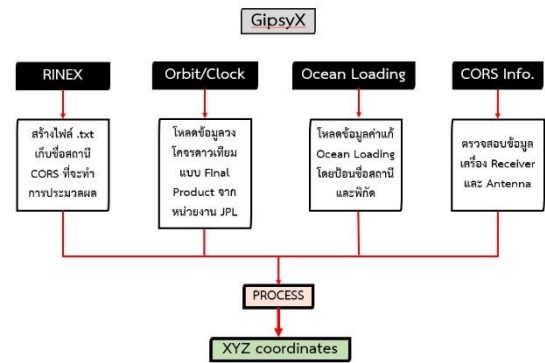 GipsyX
RINEX
Orbit/Clock
Ocean Loading
CORS Info.
สร้างไฟล์ .txt
เก็บชื่อสถานี
CORS ที่จะทำ
การประมวลผล
โหลดข้อมูลวง
โคจรดาวเทียม
แบบ Final
Product จาก
หน่วยงาน JPL
โหลดข้อมูลค่าแก้
Ocean Loading
โดยป้อนชื่อสถานี
และพิกัด
ตรวจสอบข้อมูล
เครื่อง Receiver
และ Antenna
PROCESS
XYZ coordinates